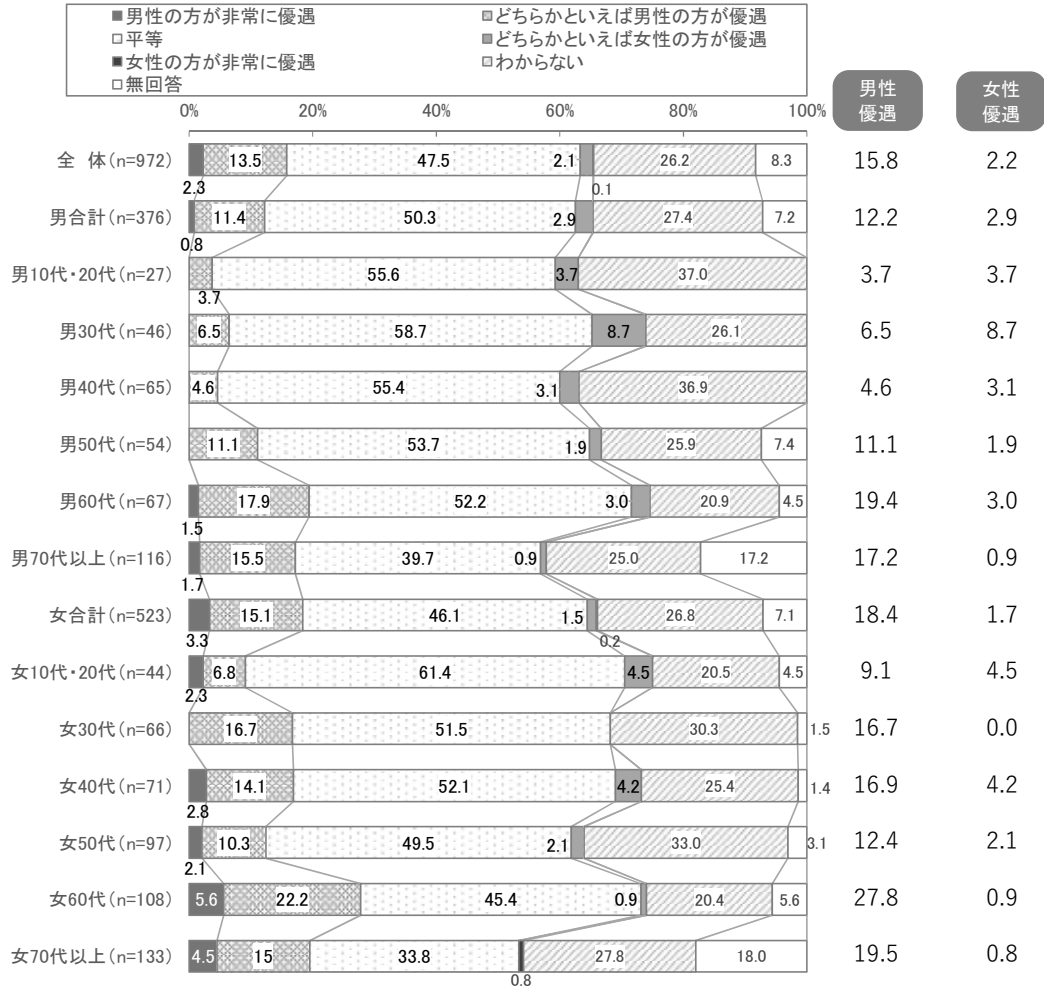 ■男性の方が非常に優遇 どちらかといえば男性の方が優遇
□平等 ■どちらかといえば女性の方が優遇
■女性の方が非常に優遇 わからない
□無回答
男性
優遇
女性
優遇
0% 20% 40% 60% 80% 100%
全 体(n=972) 13.5 47.5 2.1 26.2 8.3 15.8 2.2
2.3 0.1
男合計(n=376) 11.4 50.3 2.9 27.4 7.2 12.2 2.9
0.8
男10代・20代(n=27) 55.6 3.7 37.0 3.7 3.7
3.7
男30代(n=46) 6.5 58.7 8.7 26.1 6.5 8.7
男40代(n=65) 4.6 55.4 3.1 36.9 4.6 3.1
男50代(n=54) 11.1 53.7 1.9 25.9 7.4 11.1 1.9
男60代(n=67) 17.9 52.2 3.0 20.9 4.5 19.4 3.0
1.5
男70代以上(n=116) 15.5 39.7 0.9 25.0 17.2 17.2 0.9
1.7
女合計(n=523) 15.1 46.1 1.5 26.8 7.1 18.4 1.7
3.3 0.2
女10代・20代(n=44) 6.8 61.4 4.5 20.5 4.5 9.1 4.5
2.3
女30代(n=66) 16.7 51.5 30.3 1.5 16.7 0.0
女40代(n=71) 14.1 52.1 4.2 25.4 1.4 16.9 4.2
2.8
女50代(n=97) 10.3 49.5 2.1 33.0 3.1 12.4 2.1
2.1
女60代(n=108) 5.6 22.2 45.4 0.9 20.4 5.6 27.8 0.9
女70代以上(n=133) 4.5 15 33.8 27.8 18.0 19.5 0.8
0.8